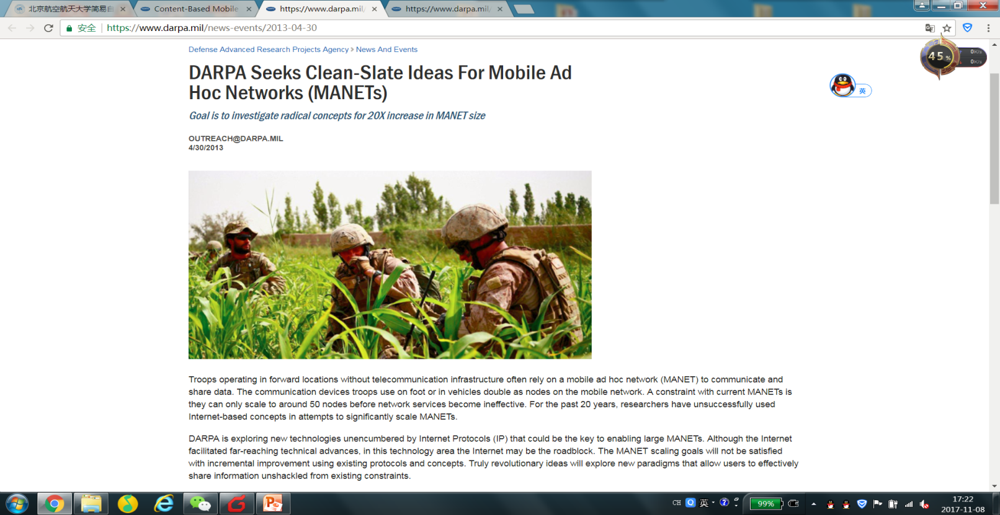 北京航空航天大学简易自
Content-Based Mobile
https://www.darpa.mil/
https://www.darpa.mil/
安全
https://www.darpa.mil/news-events/2013-04-30
Defense Advanced Research Projects Agency > News And Events
45%
0K/s
0K/s
DARPA Seeks Clean-Slate Ideas For Mobile Ad
Hoc Networks (MANETs)
英
Goal is to investigate radical concepts for 20X increase in MANET size
OUTREACH@DARPA.MIL
4/30/2013
Troops operating in forward locations without telecommunication infrastructure often rely on a mobile ad hoc network (MANET) to communicate and
share data. The communication devices troops use on foot or in vehicles double as nodes on the mobile network. A constraint with current MANETs is
they can only scale to around 50 nodes before network services become ineffective. For the past 20 years, researchers have unsuccessfully used
Internet-based concepts in attempts to significantly scale MANETs.
DARPA is exploring new technologies unencumbered by Internet Protocols (IP) that could be the key to enabling large MANETs. Although the Internet
facilitated far-reaching technical advances, in this technology area the Internet may be the roadblock. The MANET scaling goals will not be satisfied
with incremental improvement using existing protocols and concepts. Truly revolutionary ideas will explore new paradigms that allow users to effectively
share information unshackled from existing constraints.
CH
英
99%
17:22
2017-11-08